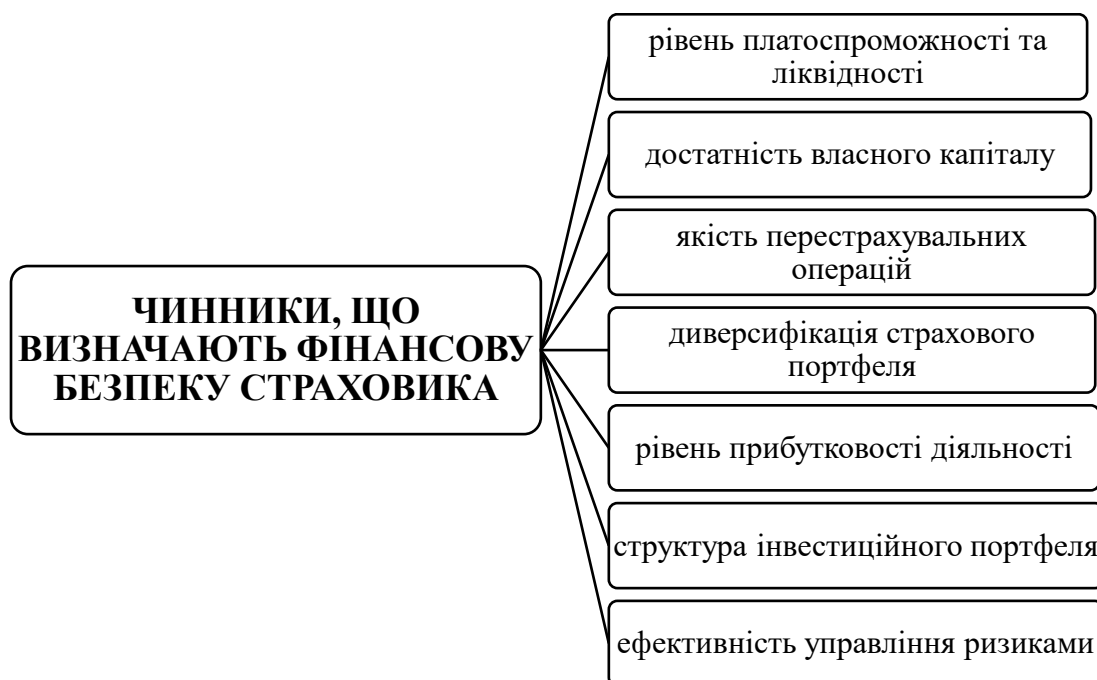 рівень платоспроможності та
ліквідності
достатність власного капіталу
якість перестрахувальних
операцій
ЧИННИКИ, ЩО
ВИЗНАЧАЮТЬ ФІНАНСОВУ
БЕЗПЕКУ СТРАХОВИКА
диверсифікація страхового
портфеля
рівень прибутковості діяльності
структура інвестиційного портфеля
ефективність управління ризиками